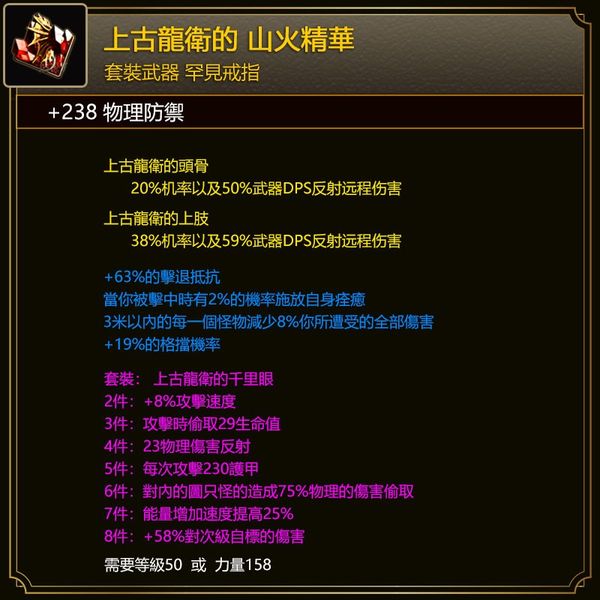 上古龍衛的 山火精華
套裝武器 罕見戒指
+238 物理防禦
上古龍衛的頭骨
20%机率以及50%武器DPS反射远程伤害
上古龍衛的上肢
38%机率以及59%武器DPS反射远程伤害
+63%的擊退抵抗
當你被擊中時有2%的機率施放自身痊癒
3米以內的每一個怪物減少8%你所遭受的全部傷害
+19%的格擋機率
套裝： 上古龍衛的千里眼
2件：+8%攻擊速度
3件：攻擊時偷取29生命值
4件：23物理傷害反射
5件：每次攻擊230護甲
6件：對內的圖只怪的造成75%物理的傷害偷取
7件：能量增加速度提高25%
8件：+58%對次級自標的傷害
需要等級50 或 力量158